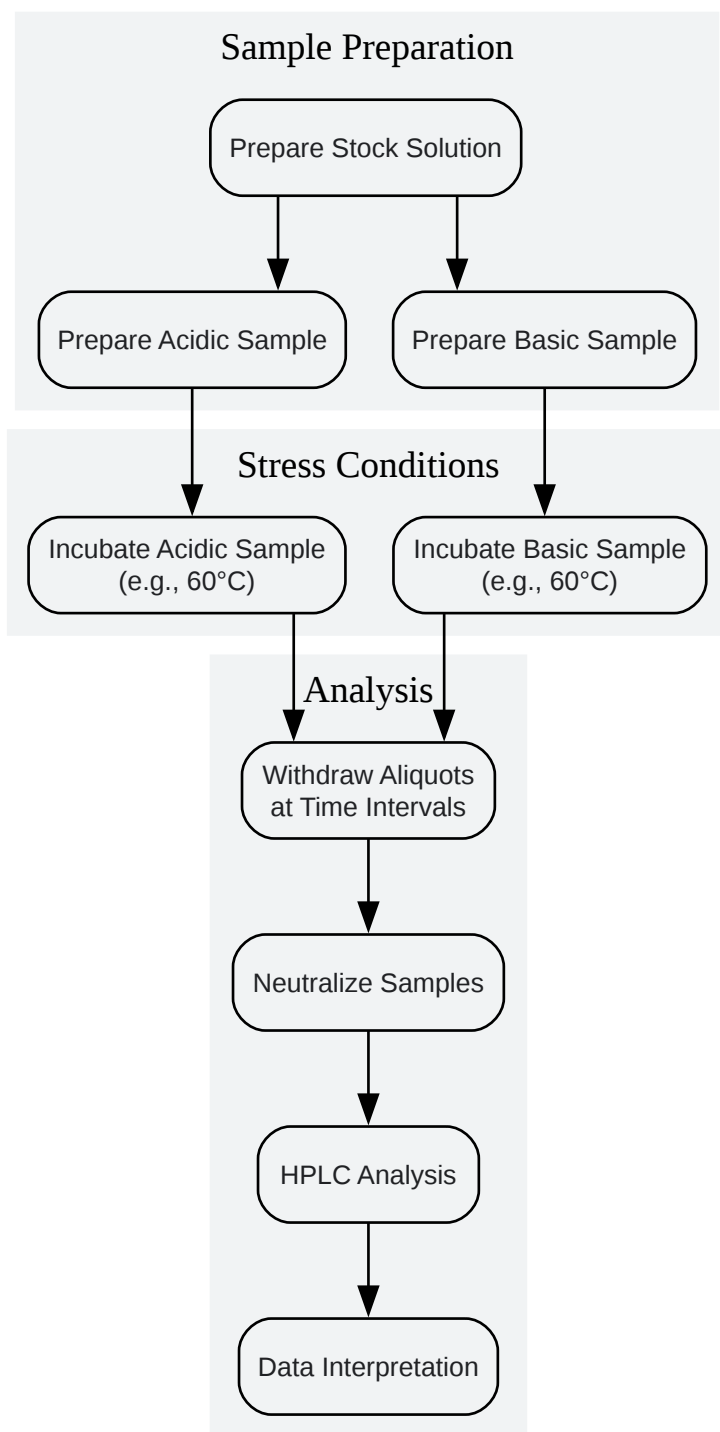 Sample Preparation
Prepare Stock Solution
Prepare Acidic Sample
Prepare Basic Sample
Stress Conditions
Incubate Acidic Sample
(e.g., 60°C)
Incubate Basic Sample
(e.g., 60°C)
Analysis
Withdraw Aliquots
at Time Intervals
Neutralize Samples
HPLC Analysis
Data Interpretation